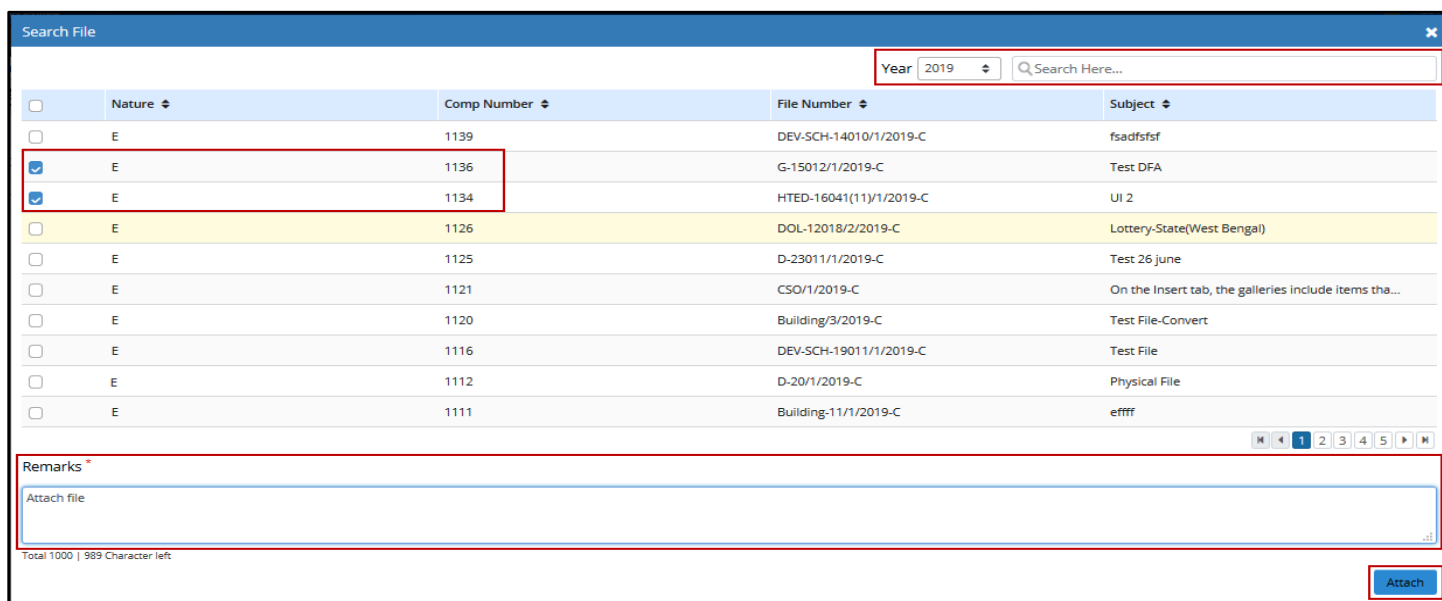 Search File
Year 2019 Search Here...
Nature Comp Number File Number Subject
E 1139 DEV-SCH-14010/1/2019-C fsadfsfsf
E 1136 G-15012/1/2019-C Test DFA
E 1134 HTED-16041(11)/1/2019-C UI 2
E 1126 DOL-12018/2/2019-C Lottery-State(West Bengal)
E 1125 D-23011/1/2019-C Test 26 june
E 1121 CSO/1/2019-C On the Insert tab, the galleries include items tha...
E 1120 Building/3/2019-C Test File-Convert
E 1116 DEV-SCH-19011/1/2019-C Test File
E 1112 D-20/1/2019-C Physical File
E 1111 Building-11/1/2019-C effff
1 2 3 4 5
Remarks *
Attach file
Total 1000 | 989 Character left
Attach